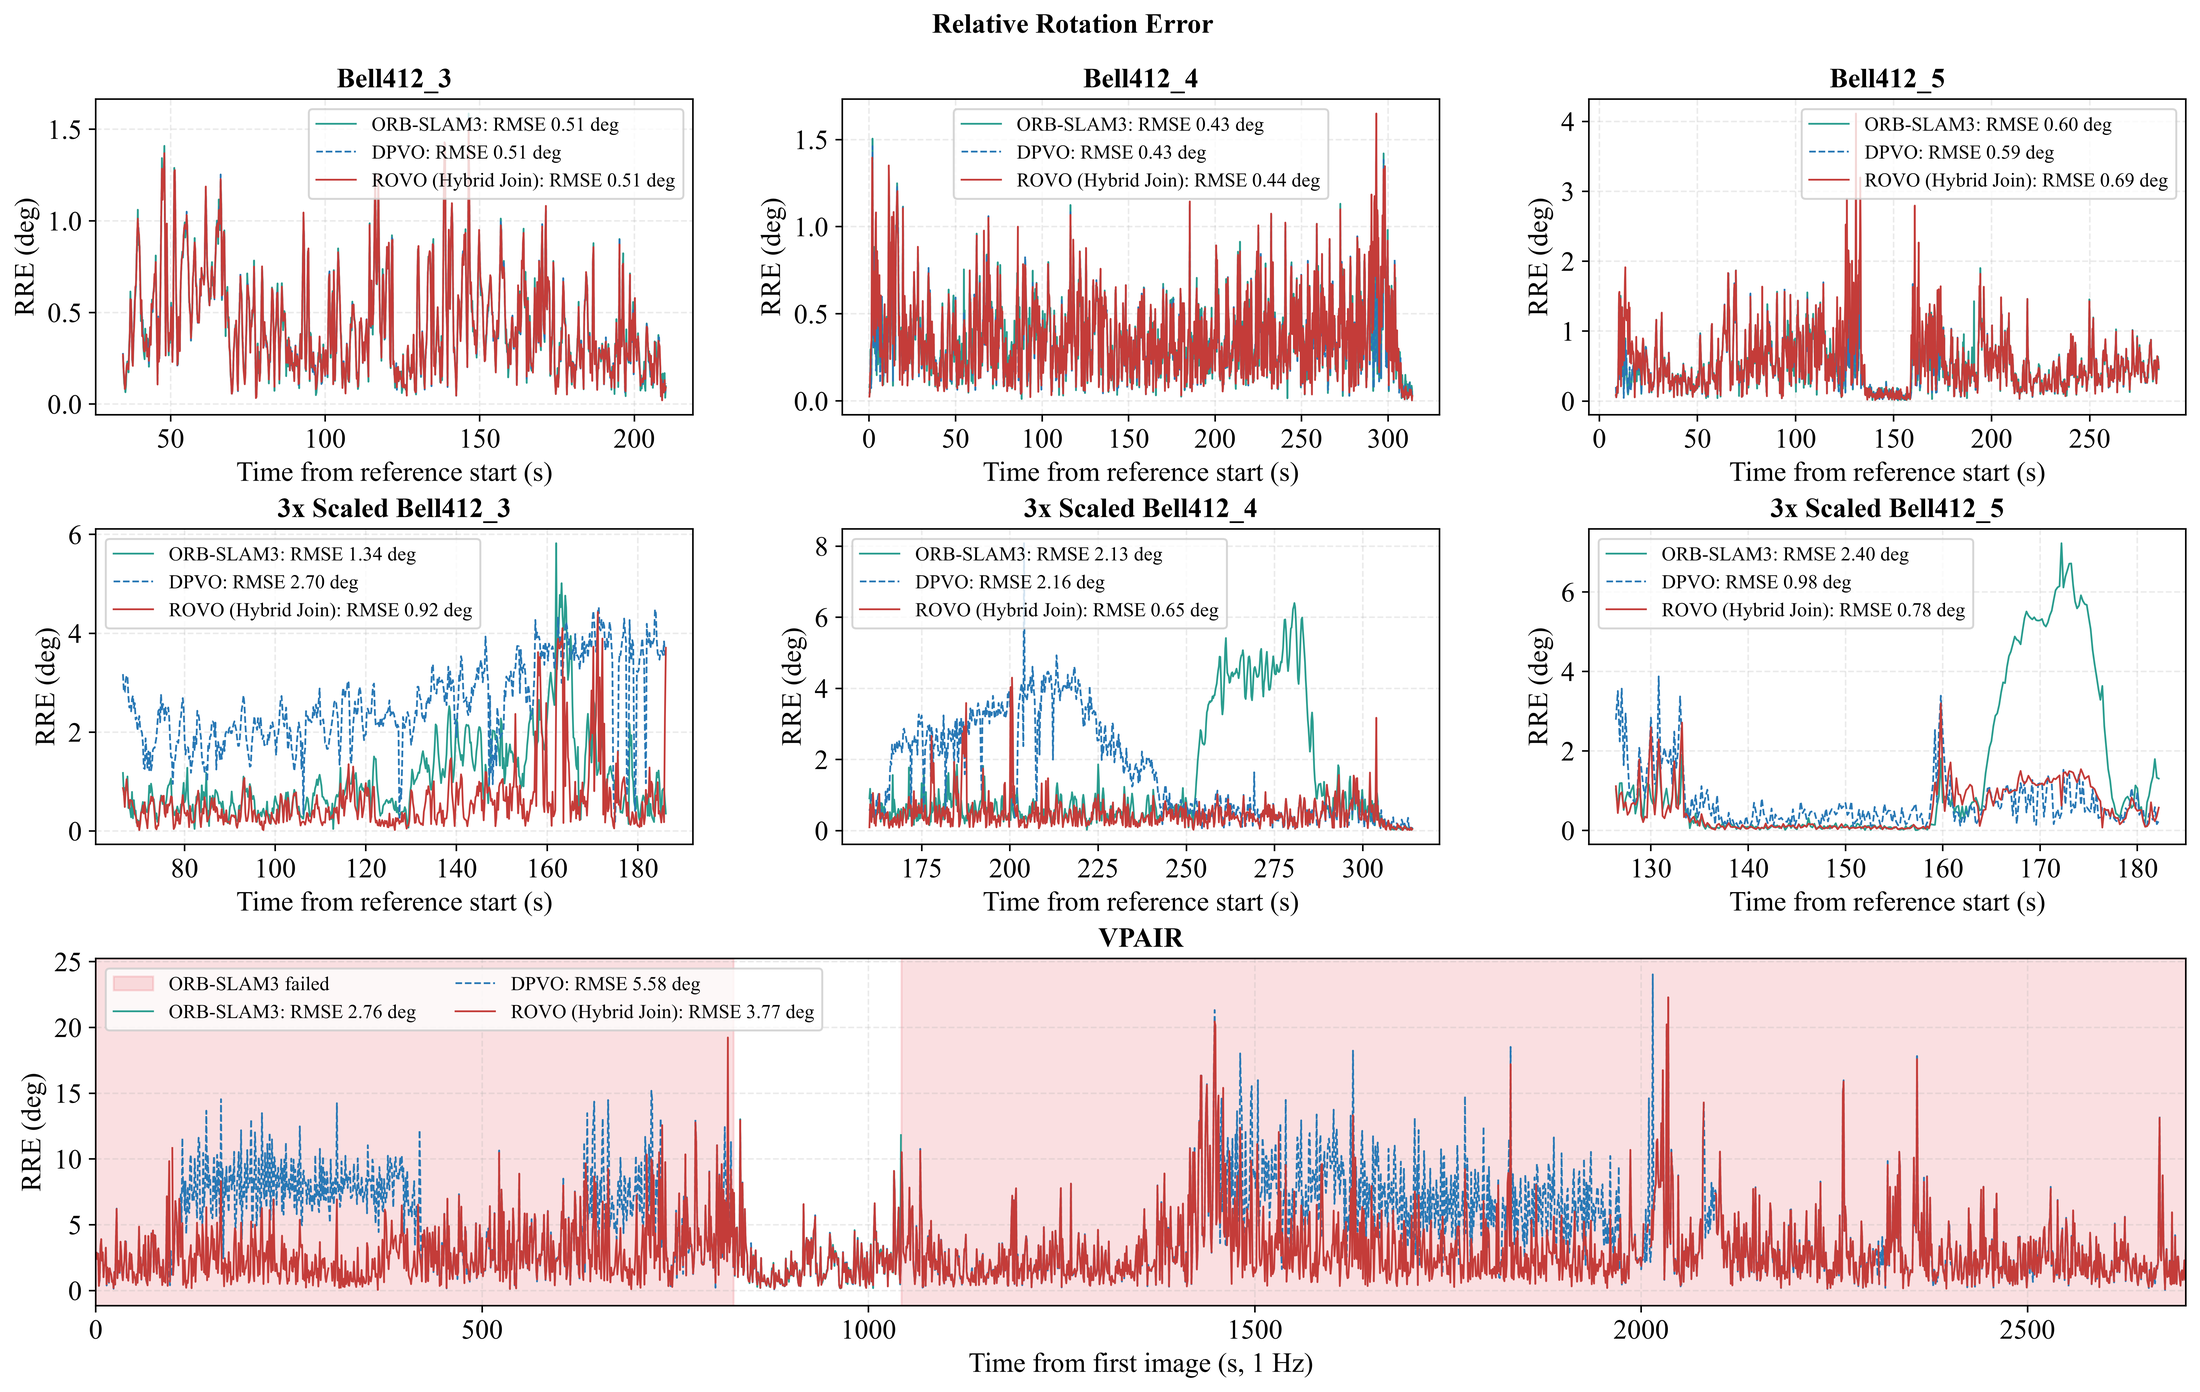 Relative Rotation Error
Bell412_3
ORB-SLAM3: RMSE 0.51 deg
DPVO: RMSE 0.51 deg
ROVO (Hybrid Join): RMSE 0.51 deg
RRE (deg)
1.5
1.0
0.5
0.0
50 100 150 200
Time from reference start (s)
Bell412_4
ORB-SLAM3: RMSE 0.43 deg
DPVO: RMSE 0.43 deg
ROVO (Hybrid Join): RMSE 0.44 deg
RRE (deg)
1.5
1.0
0.5
0.0
0 50 100 150 200 250 300
Time from reference start (s)
Bell412_5
ORB-SLAM3: RMSE 0.60 deg
DPVO: RMSE 0.59 deg
ROVO (Hybrid Join): RMSE 0.69 deg
RRE (deg)
4
3
2
1
0
0 50 100 150 200 250
Time from reference start (s)
3x Scaled Bell412_3
ORB-SLAM3: RMSE 1.34 deg
DPVO: RMSE 2.70 deg
ROVO (Hybrid Join): RMSE 0.92 deg
RRE (deg)
6
4
2
0
80 100 120 140 160 180
Time from reference start (s)
3x Scaled Bell412_4
ORB-SLAM3: RMSE 2.13 deg
DPVO: RMSE 2.16 deg
ROVO (Hybrid Join): RMSE 0.65 deg
RRE (deg)
8
6
4
2
0
175 200 225 250 275 300
Time from reference start (s)
3x Scaled Bell412_5
ORB-SLAM3: RMSE 2.40 deg
DPVO: RMSE 0.98 deg
ROVO (Hybrid Join): RMSE 0.78 deg
RRE (deg)
6
4
2
0
130 140 150 160 170 180
Time from reference start (s)
VPAIR
ORB-SLAM3 failed
ORB-SLAM3: RMSE 2.76 deg
DPVO: RMSE 5.58 deg
ROVO (Hybrid Join): RMSE 3.77 deg
RRE (deg)
25
20
15
10
5
0
0 500 1000 1500 2000 2500
Time from first image (s, 1 Hz)